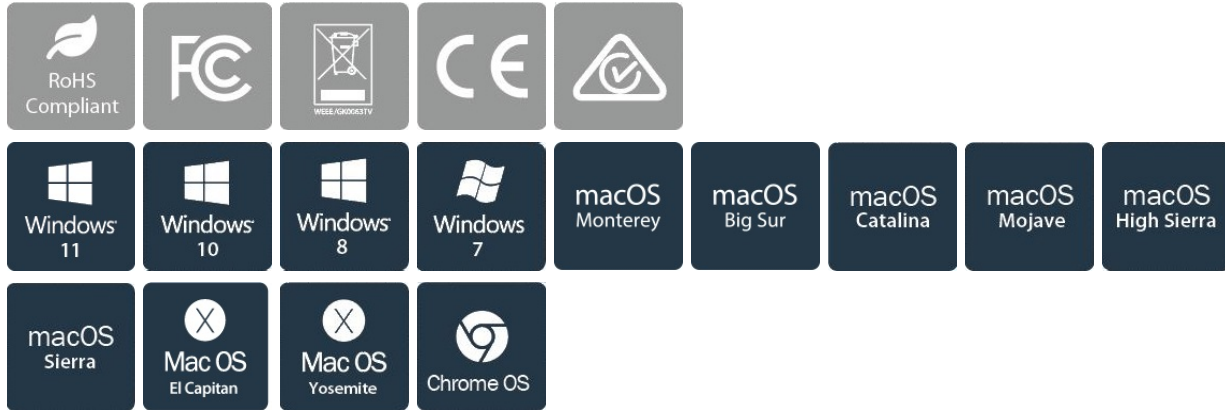 RoHS
Compliant
FC
WEEE/GK0063TV
CE
Windows
11
Windows
10
Windows
8
Windows
7
macOS
Monterey
macOS
Big Sur
macOS
Catalina
macOS
Mojave
macOS
High Sierra
macOS
Sierra
X
Mac OS
El Capitan
X
Mac OS
Yosemite
Chrome OS